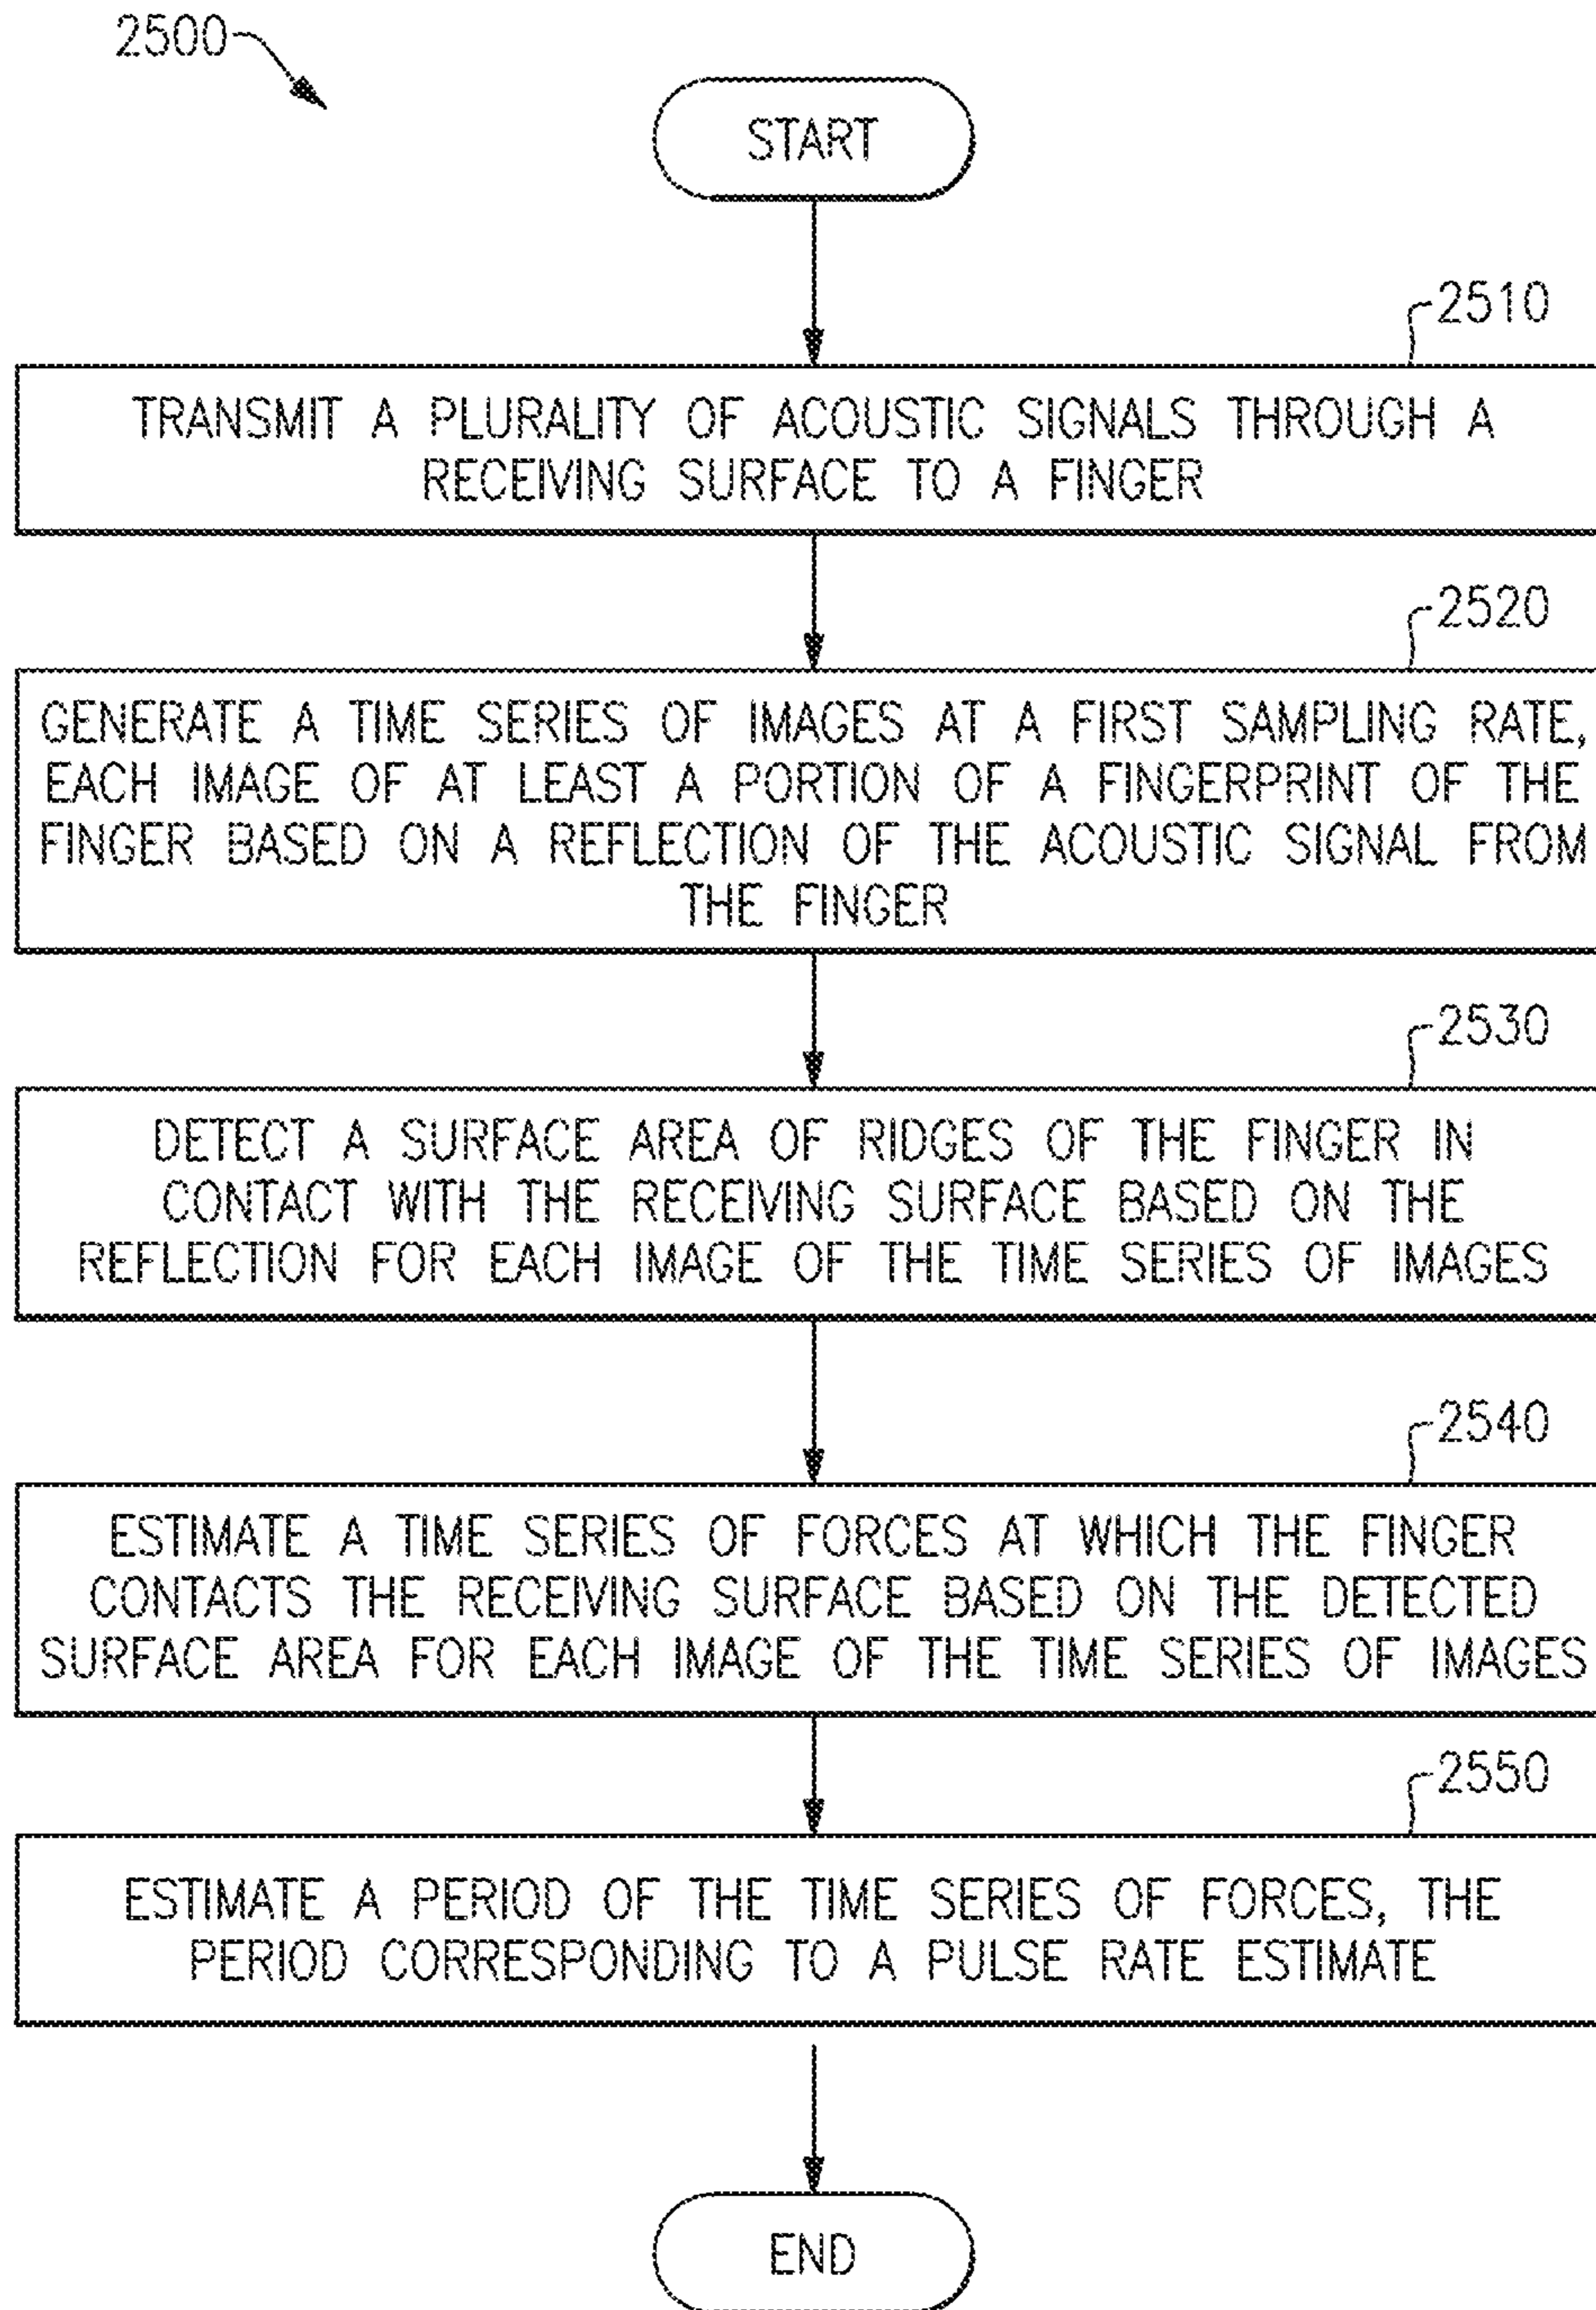 2500
START
2510
TRANSMIT A PLURALITY OF ACOUSTIC SIGNALS THROUGH A
RECEIVING SURFACE TO A FINGER
2520
GENERATE A TIME SERIES OF IMAGES AT A FIRST SAMPLING RATE,
EACH IMAGE OF AT LEAST A PORTION OF A FINGERPRINT OF THE
FINGER BASED ON A REFLECTION OF THE ACOUSTIC SIGNAL FROM
THE FINGER
2530
DETECT A SURFACE AREA OF RIDGES OF THE FINGER IN
CONTACT WITH THE RECEIVING SURFACE BASED ON THE
REFLECTION FOR EACH IMAGE OF THE TIME SERIES OF IMAGES
2540
ESTIMATE A TIME SERIES OF FORCES AT WHICH THE FINGER
CONTACTS THE RECEIVING SURFACE BASED ON THE DETECTED
SURFACE AREA FOR EACH IMAGE OF THE TIME SERIES OF IMAGES
2550
ESTIMATE A PERIOD OF THE TIME SERIES OF FORCES, THE
PERIOD CORRESPONDING TO A PULSE RATE ESTIMATE
END